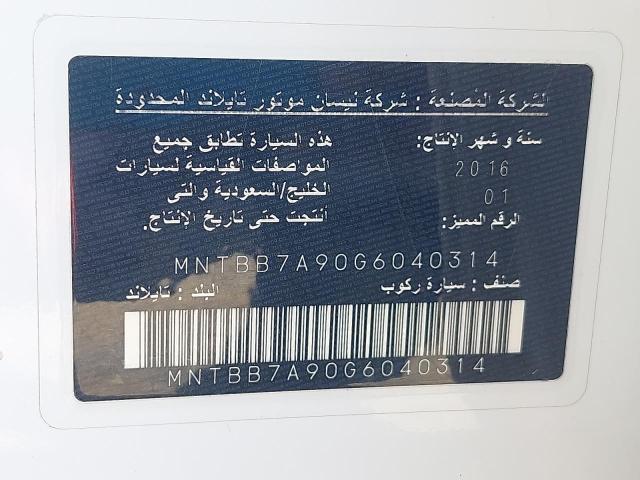 الشركة المصنعة : شركة نيسان موتور تايلاند المحدودة
سنة و شهر الإنتاج:
2016
01
الرقم المميز:
هذه السيارة تطابق جميع
المواصفات القياسية لسيارات
الخليج/السعودية والتى
أنتجت حتى تاريخ الإنتاج.
MNTBB7A90G6040314
صنف : سيارة ركوب
البلد : تايلاند
MNTBB7A90G6040314